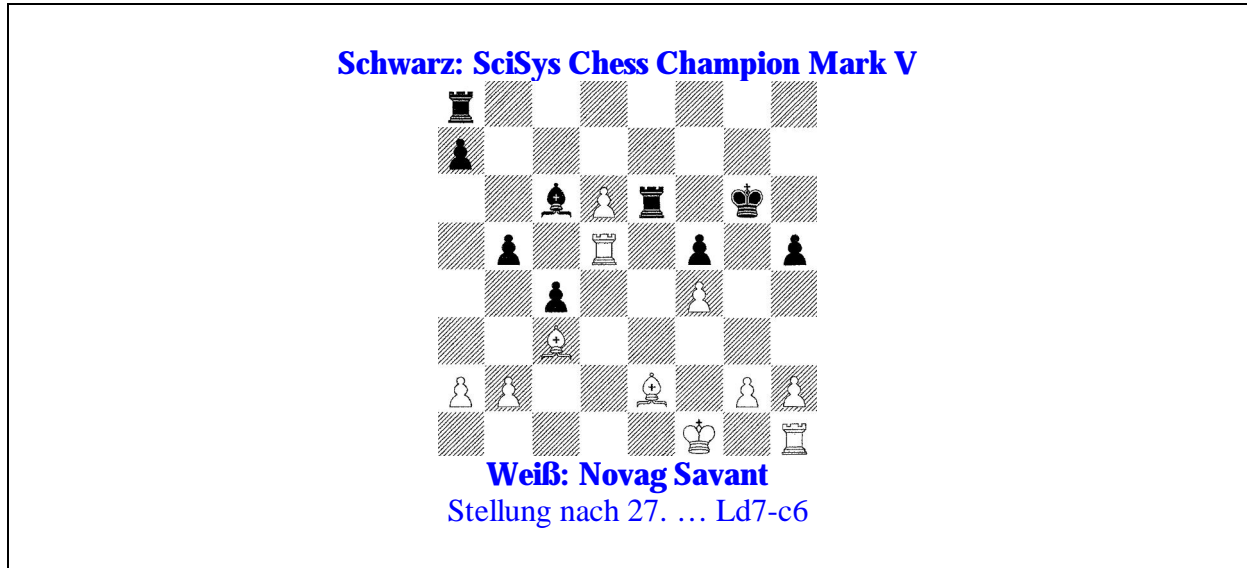 Schwarz: SciSys Chess Champion Mark V
Weiß: Novag Savant
Stellung nach 27. … Ld7-c6